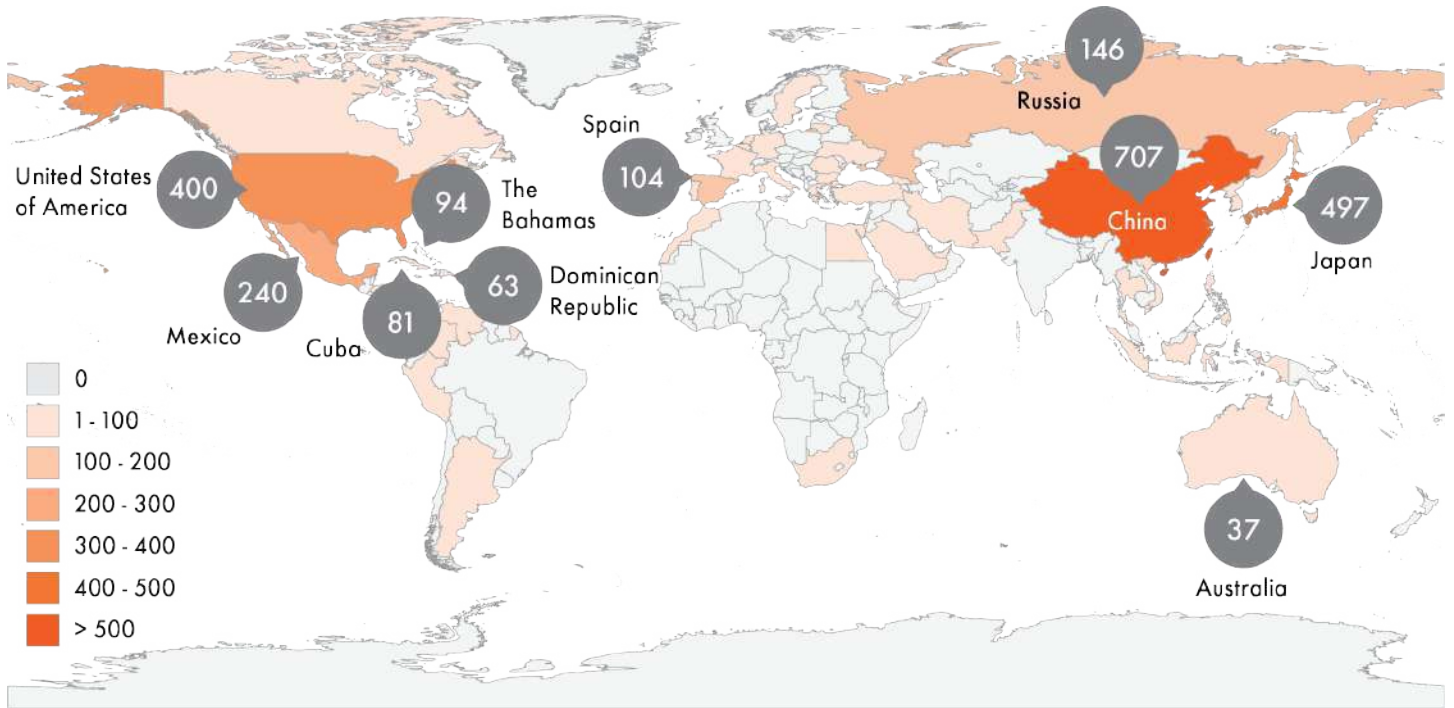 146
Russia
Spain
707
United States
of America
400
94
The
Bahamas
104
China
497
Japan
240
Mexico
81
Cuba
63
Dominican
Republic
0
1 - 100
100 - 200
200 - 300
300 - 400
400 - 500
> 500
37
Australia